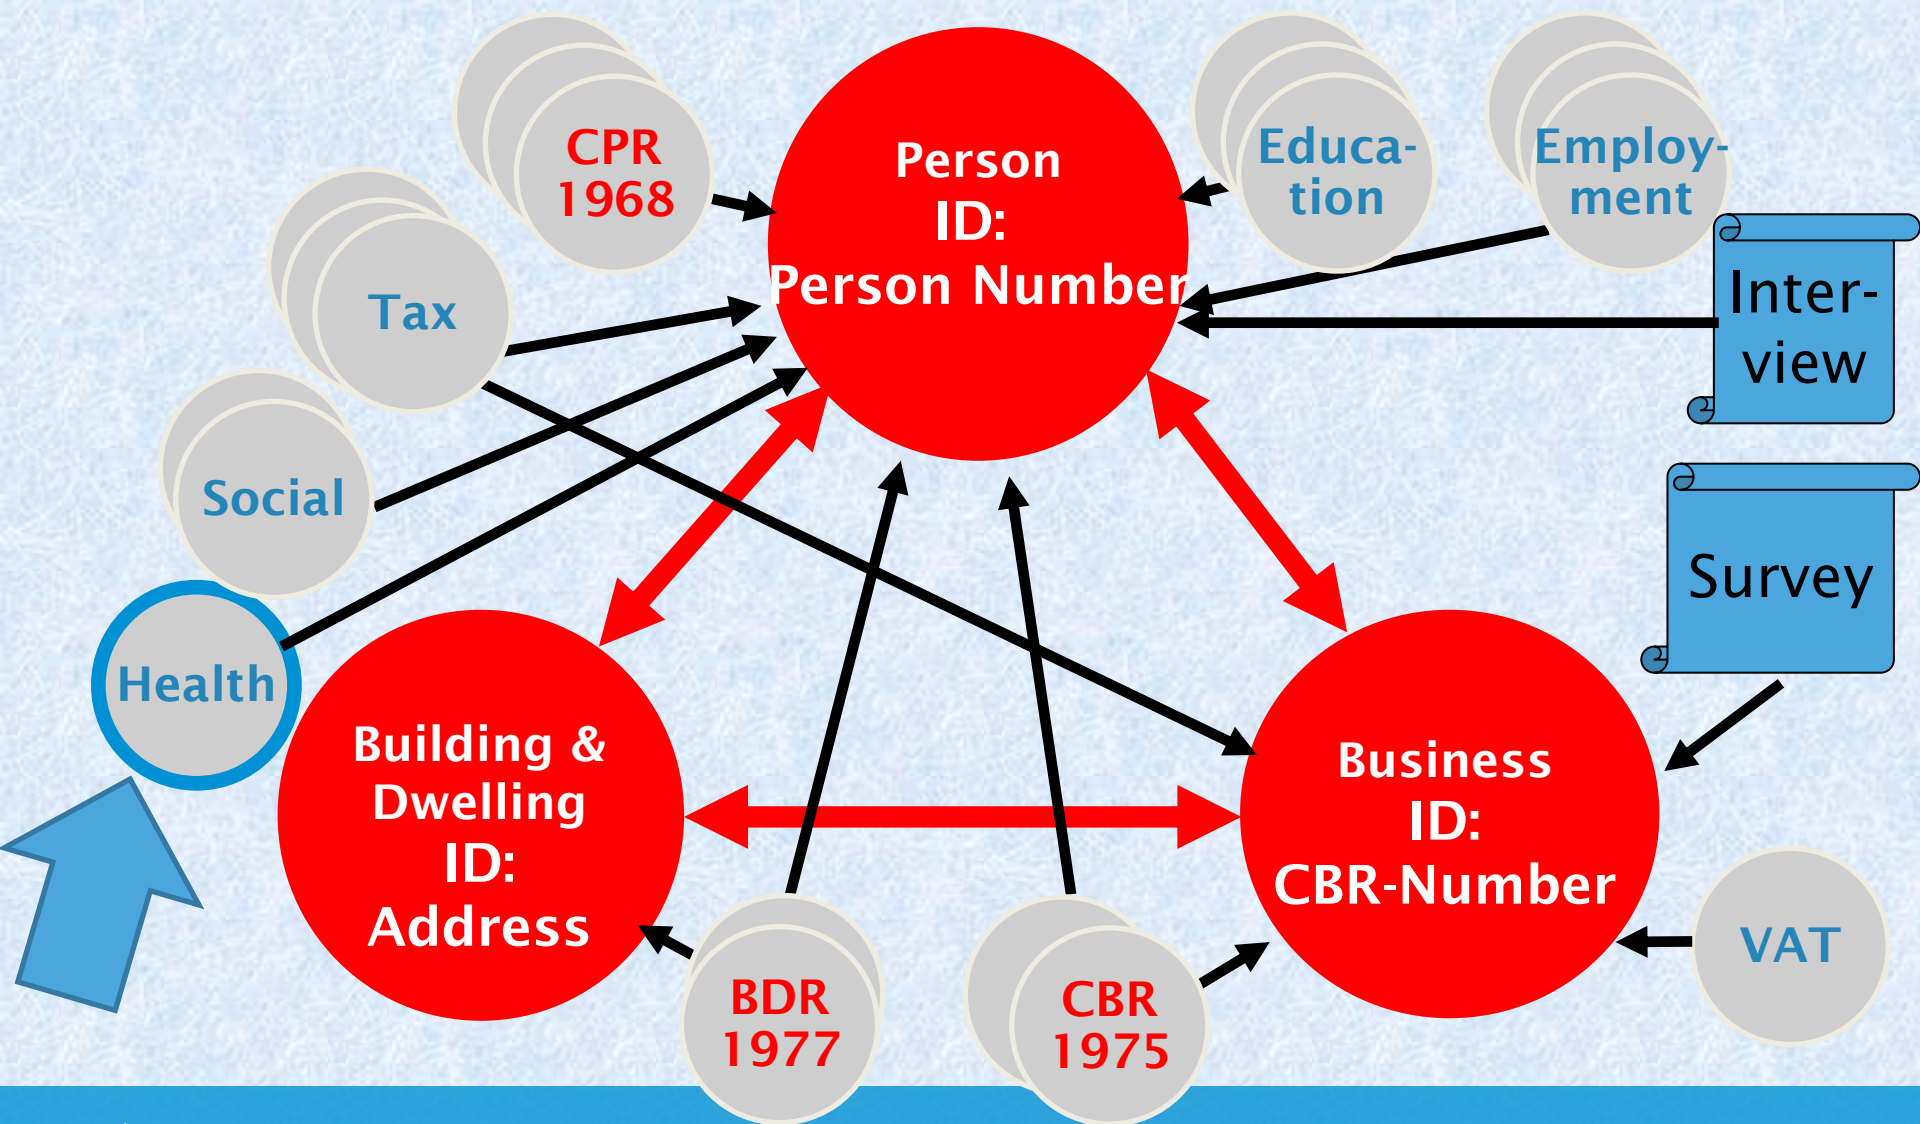 CPR
1968
Person
ID:
Person Number
Educa-
tion
Employ-
ment
Inter-
view
Tax
Social
Survey
Health
Building &
Dwelling
ID:
Address
Business
ID:
CBR-Number
VAT
BDR
1977
CBR
1975